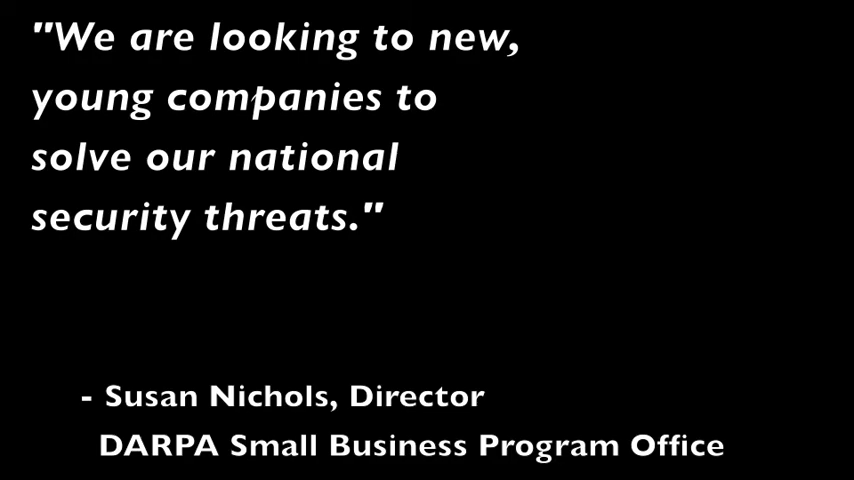 "We are looking to new,
young companies to
solve our national
security threats."
- Susan Nichols, Director
DARPA Small Business Program Office